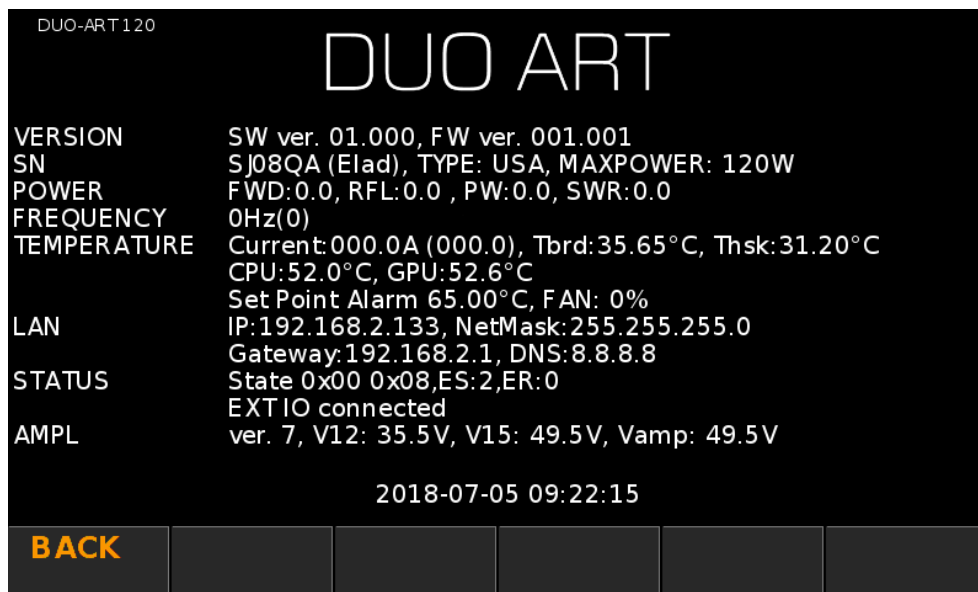 DUO-ART120
DUO ART
VERSION SW ver. 01.000, FW ver. 001.001
SN SJ08QA (Elad), TYPE: USA, MAXPOWER: 120W
POWER FWD:0.0, RFL:0.0 , PW:0.0, SWR:0.0
FREQUENCY 0Hz(0)
TEMPERATURE Current:000.0A (000.0), Tbrd:35.65°C, Thsk:31.20°C
CPU:52.0°C, GPU:52.6°C
Set Point Alarm 65.00°C, FAN: 0%
LAN IP:192.168.2.133, NetMask:255.255.255.0
Gateway:192.168.2.1, DNS:8.8.8.8
STATUS State 0x00 0x08,ES:2,ER:0
EXT IO connected
AMPL ver. 7, V12: 35.5V, V15: 49.5V, Vamp: 49.5V
2018-07-05 09:22:15
BACK